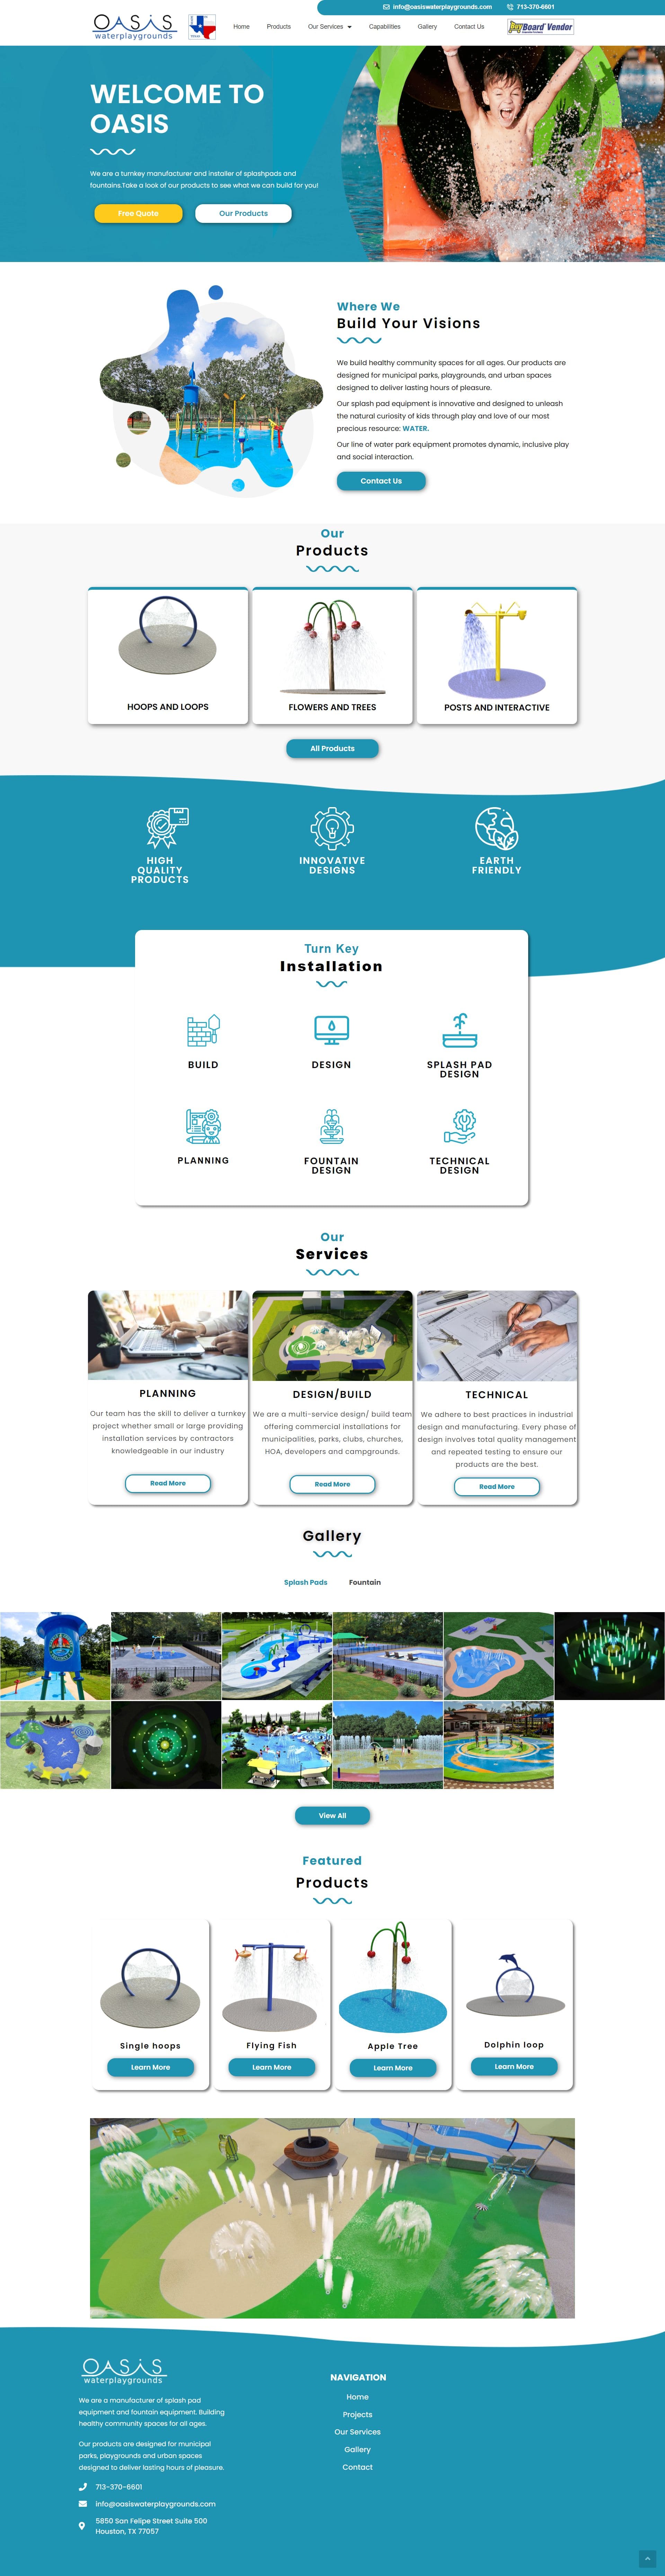 info@oasiswaterplaygrounds.com 713-370-6601
OASIS
waterplaygrounds
Home Products Our Services Capabilities Gallery Contact Us
BuyBoard Vendor
WELCOME TO
OASIS
We are a turnkey manufacturer and installer of splashpads and
fountains.Take a look of our products to see what we can build for you!
Free Quote Our Products
Where We
Build Your Visions
We build healthy community spaces for all ages. Our products are
designed for municipal parks, playgrounds, and urban spaces
designed to deliver lasting hours of pleasure.
Our splash pad equipment is innovative and designed to unleash
the natural curiosity of kids through play and love of our most
precious resource: WATER.
Our line of water park equipment promotes dynamic, inclusive play
and social interaction.
Contact Us
Our
Products
HOOPS AND LOOPS
FLOWERS AND TREES
POSTS AND INTERACTIVE
All Products
HIGH
QUALITY
PRODUCTS
INNOVATIVE
DESIGNS
EARTH
FRIENDLY
Turn Key
Installation
BUILD
DESIGN
SPLASH PAD
DESIGN
PLANNING
FOUNTAIN
DESIGN
TECHNICAL
DESIGN
Our
Services
PLANNING
Our team has the skill to deliver a turnkey
project whether small or large providing
installation services by contractors
knowledgeable in our industry
Read More
DESIGN/BUILD
We are a multi-service design/ build team
offering commercial installations for
municipalities, parks, clubs, churches,
HOA, developers and campgrounds.
Read More
TECHNICAL
We adhere to best practices in industrial
design and manufacturing. Every phase of
design involves total quality management
and repeated testing to ensure our
products are the best.
Read More
Gallery
Splash Pads Fountain
View All
Featured
Products
Single hoops
Learn More
Flying Fish
Learn More
Apple Tree
Learn More
Dolphin loop
Learn More
OASIS
waterplaygrounds
We are a manufacturer of splash pad
equipment and fountain equipment. Building
healthy community spaces for all ages.
Our products are designed for municipal
parks, playgrounds and urban spaces
designed to deliver lasting hours of pleasure.
713-370-6601
info@oasiswaterplaygrounds.com
5850 San Felipe Street Suite 500
Houston, TX 77057
NAVIGATION
Home
Projects
Our Services
Gallery
Contact